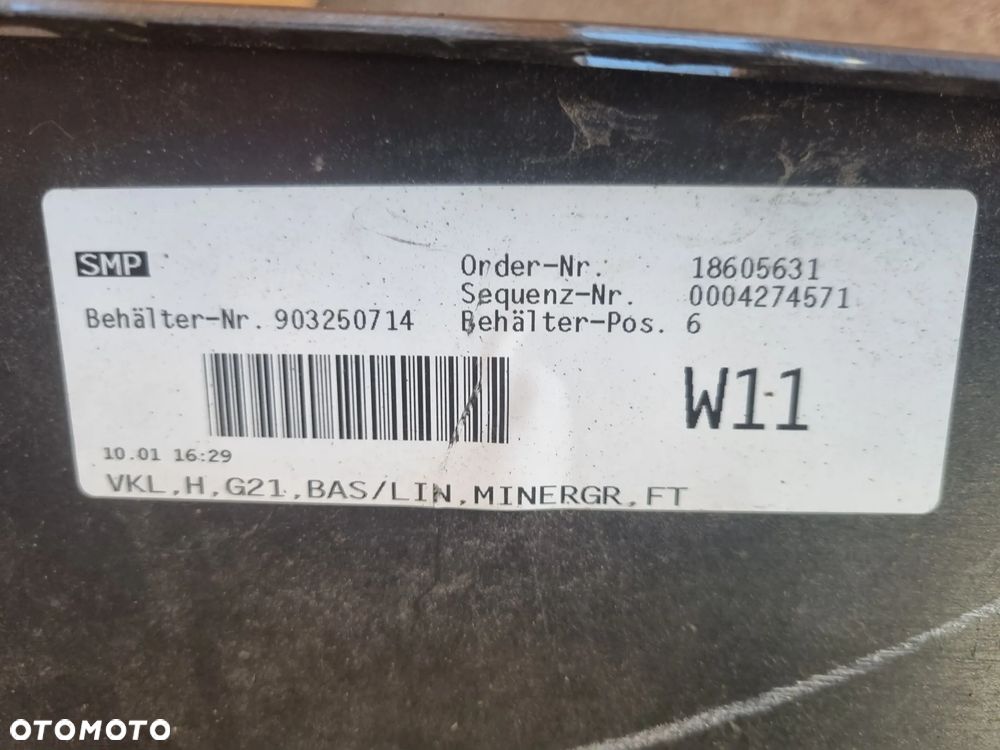 SMP
Order-Nr. 18605631
Sequenz-Nr. 0004274571
Behälter-Nr. 903250714 Behälter-Pos. 6
W11
10.01 16:29
VKL,H,G21,BAS/LIN,MINERGR,FT
OTOMOTO